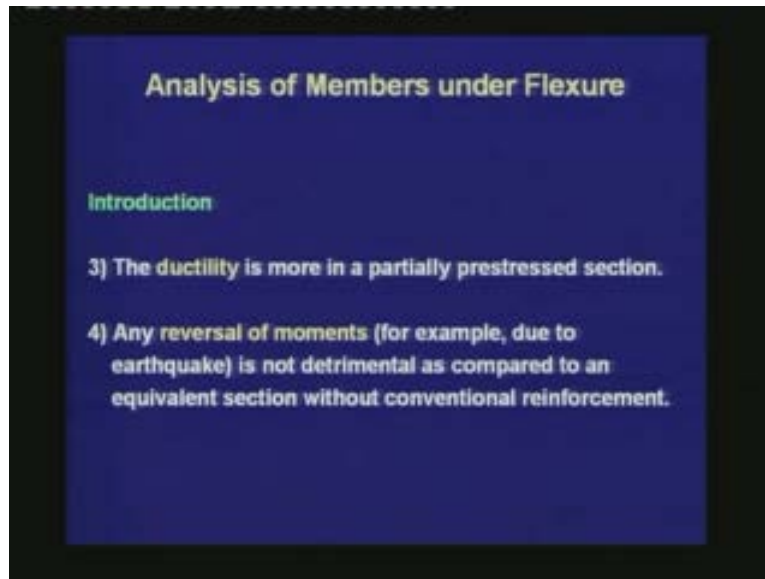 Analysis of Members under Flexure
Introduction
3) The ductility is more in a partially prestressed section.
4) Any reversal of moments (for example, due to
earthquake) is not detrimental as compared to an
equivalent section without conventional reinforcement.